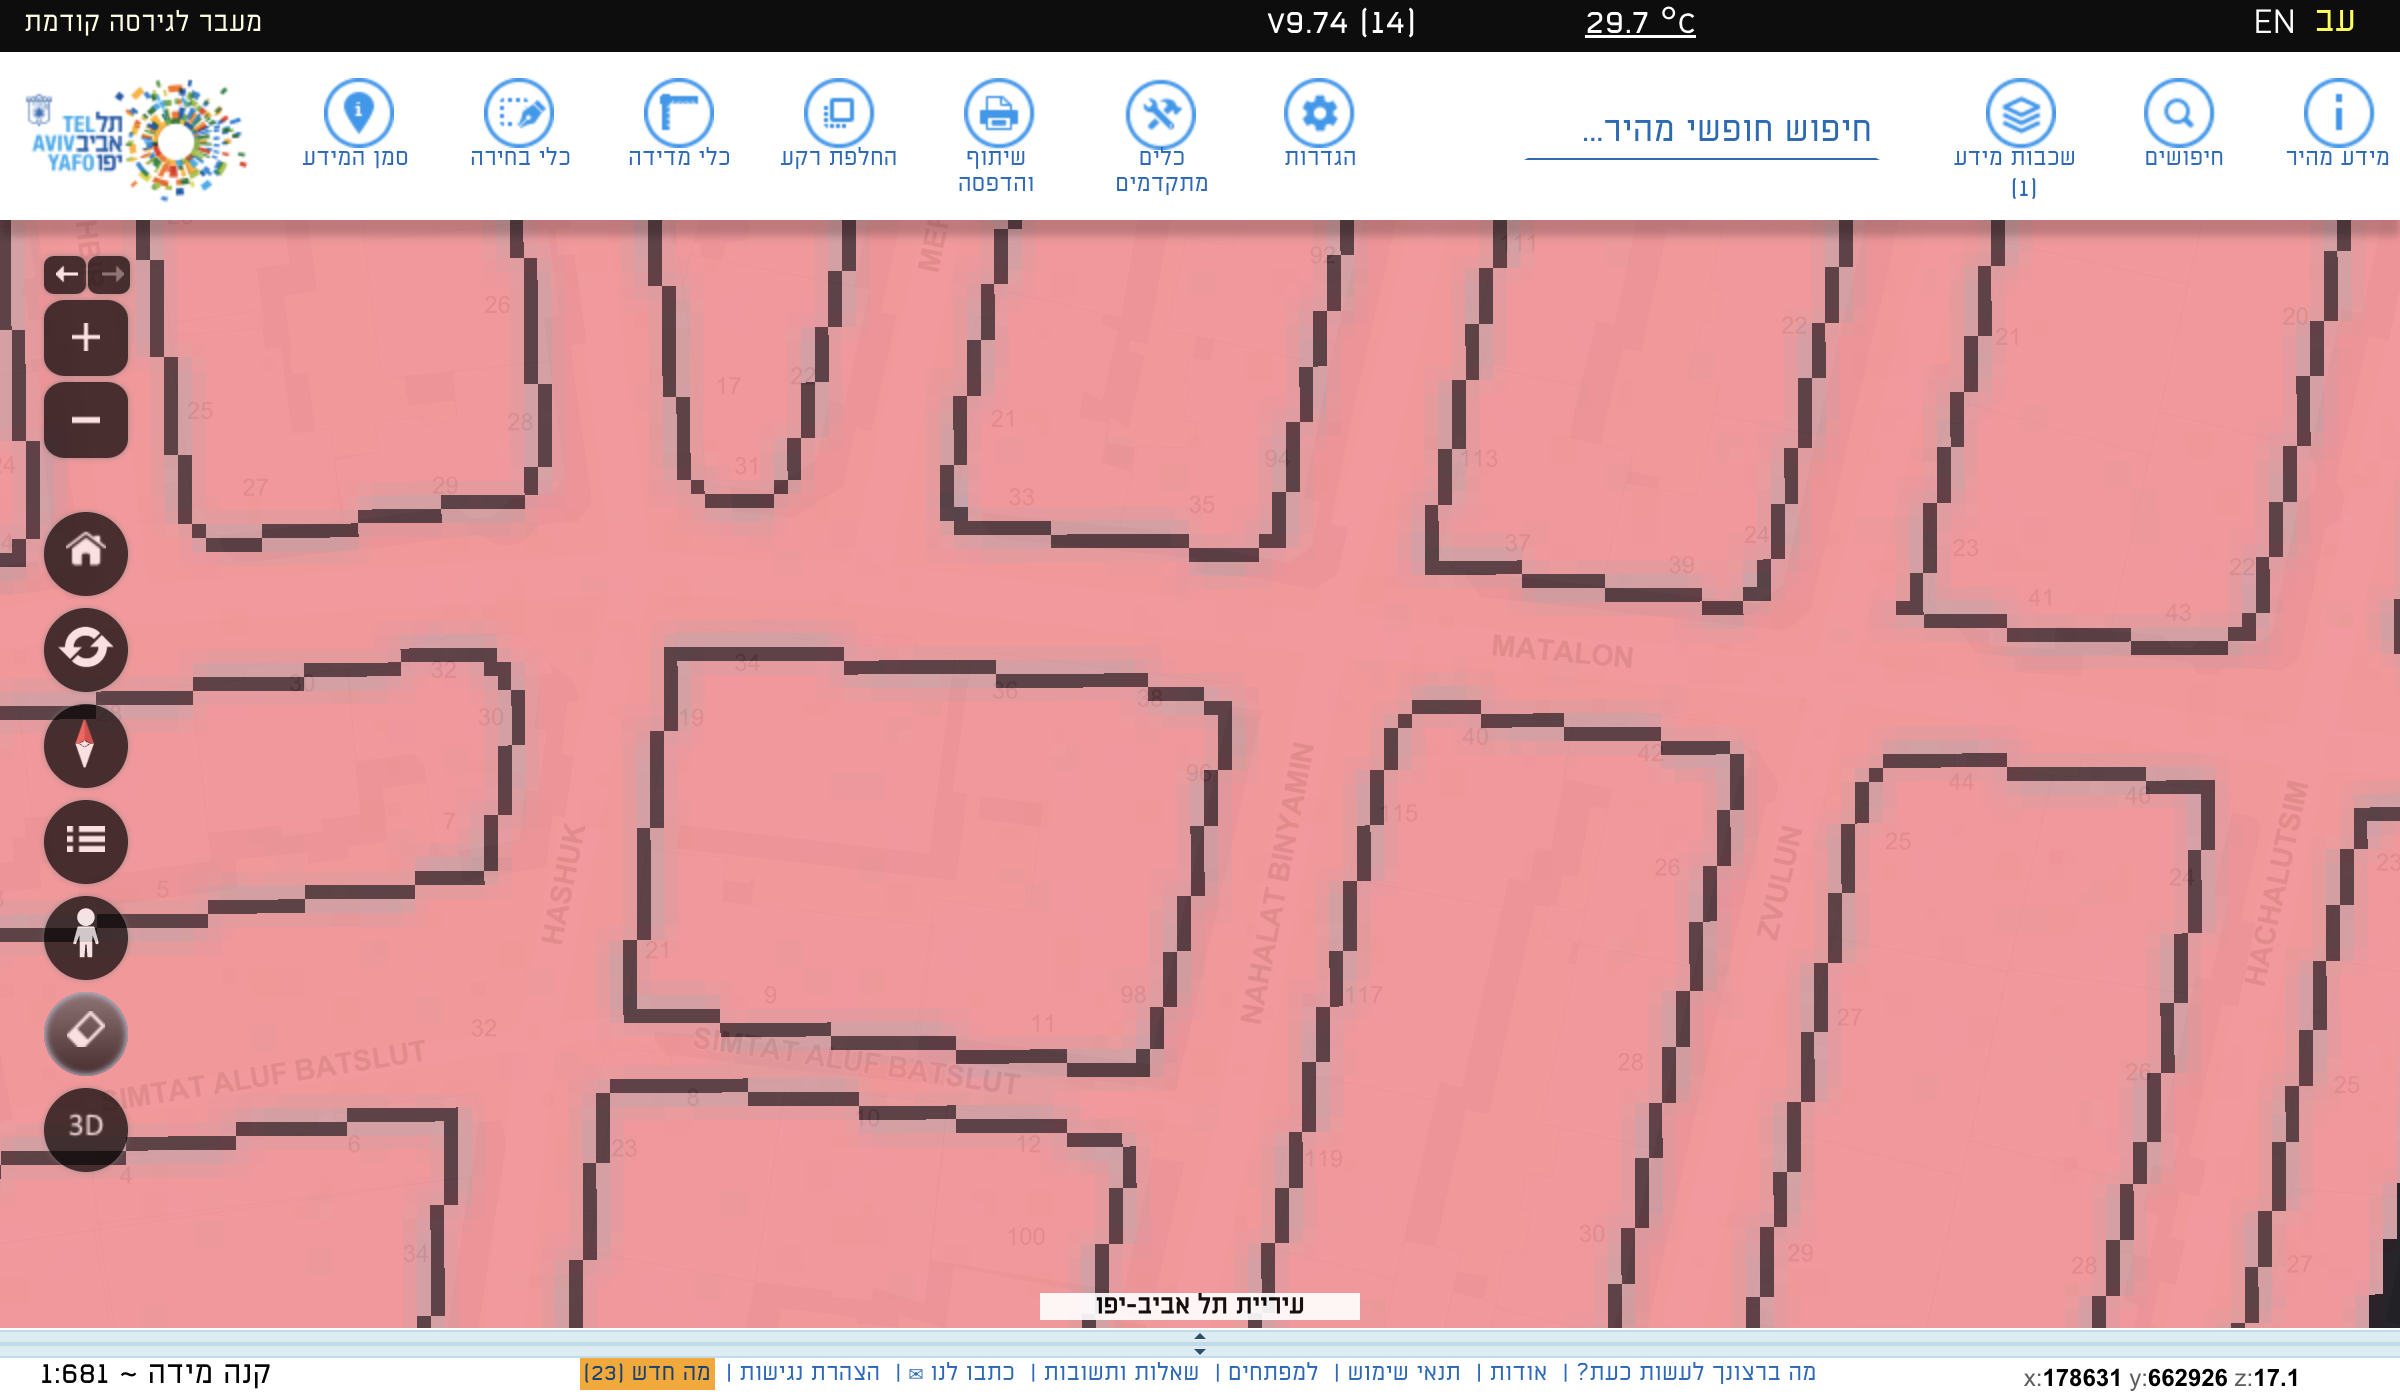 מעבר לגירסה קודמת
V9.74 (14)
29.7 °C
EN עב
תל אביב יפו
TEL AVIV YAFO
סמן המידע
כלי בחירה
כלי מדידה
החלפת רקע
שיתוף והדפסה
כלים מתקדמים
הגדרות
חיפוש חופשי מהיר...
שכבות מידע (1)
חיפושים
מידע מהיר
92
111
26
22
20
21
17
22
25
28
21
29
31
27
94
113
33
35
24
37
23
39
22
41
43
MATALON
34
32
30
36
38
19
30
40
42
96
44
46
115
7
25
26
23
24
5
HASHUK
NAHALAT BINYAMIN
ZVULUN
HACHALUTSIM
21
9
98
117
11
27
32
SIMTAT ALUF BATSLUT
SIMTAT ALUF BATSLUT
28
26
25
8
10
12
6
23
119
4
100
30
34
29
28
27
3D
עיריית תל אביב-יפו
קנה מידה ~ 1:681
מה ברצונך לעשות כעת? | אודות | תנאי שימוש | למפתחים | שאלות ותשובות | כתבו לנו ✉ | הצהרת נגישות | מה חדש (23)
x:178631 y:662926 z:17.1